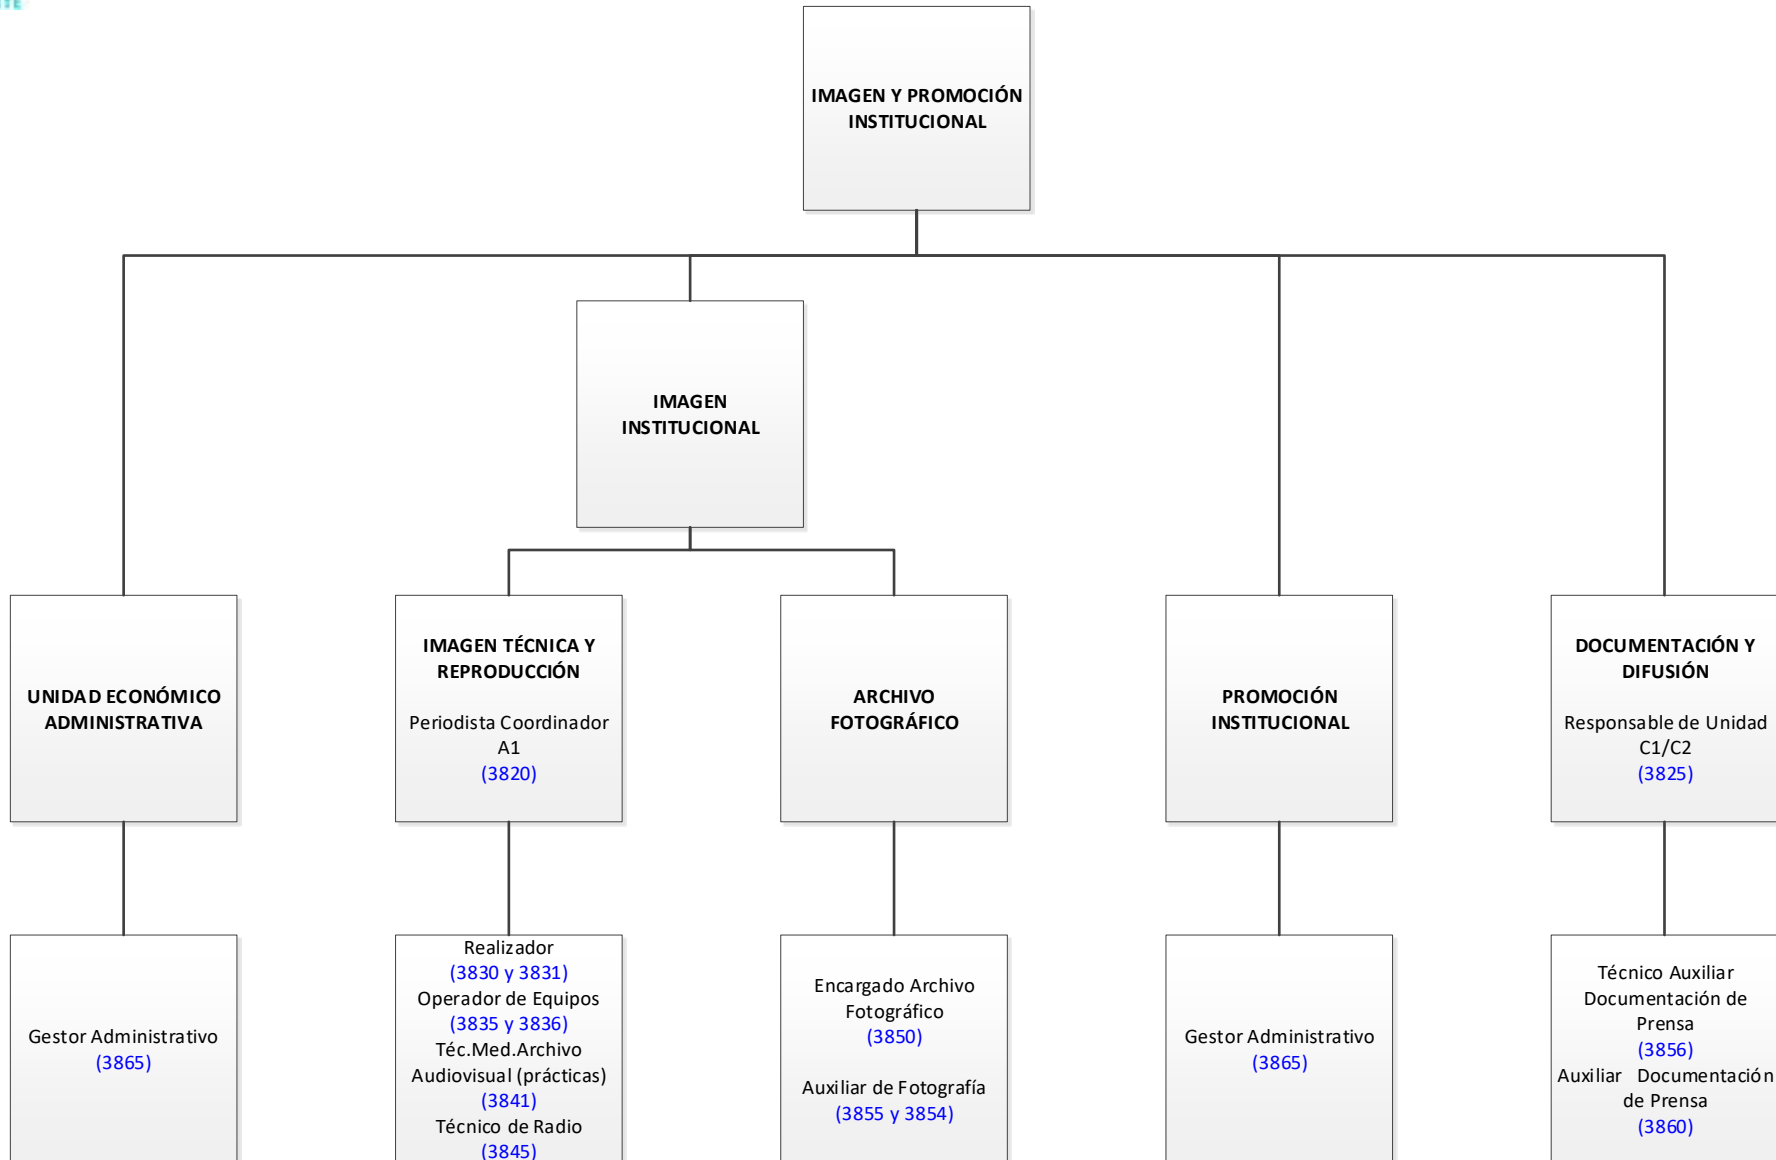 IMAGEN Y PROMOCIÓN
INSTITUCIONAL
IMAGEN
INSTITUCIONAL
UNIDAD ECONÓMICO
ADMINISTRATIVA
IMAGEN TÉCNICA Y
REPRODUCCIÓN
Periodista Coordinador
A1
(3820)
ARCHIVO
FOTOGRÁFICO
PROMOCIÓN
INSTITUCIONAL
DOCUMENTACIÓN Y
DIFUSIÓN
Responsable de Unidad
C1/C2
(3825)
Gestor Administrativo
(3865)
Realizador
(3830 y 3831)
Operador de Equipos
(3835 y 3836)
Téc.Med.Archivo
Audiovisual (prácticas)
(3841)
Técnico de Radio
(3845)
Encargado Archivo
Fotográfico
(3850)
Auxiliar de Fotografía
(3855 y 3854)
Gestor Administrativo
(3865)
Técnico Auxiliar
Documentación de
Prensa
(3856)
Auxiliar Documentación
de Prensa
(3860)